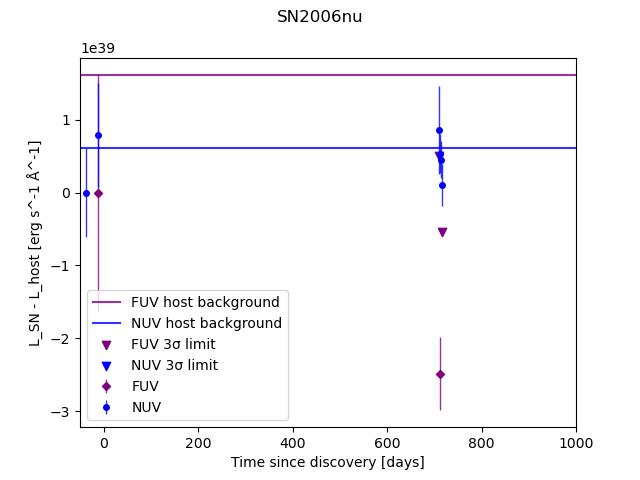 SN2006nu
1e39
L_SN - L_host [erg s^-1 Å^-1]
1
0
−1
−2
−3
FUV host background
NUV host background
FUV 3σ limit
NUV 3σ limit
FUV
NUV
0 200 400 600 800 1000
Time since discovery [days]